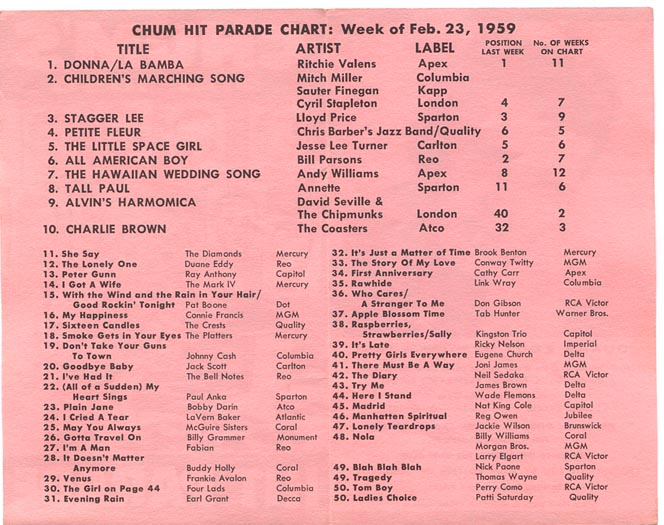 CHUM HIT PARADE CHART: Week of Feb. 23, 1959
TITLE ARTIST LABEL POSITION LAST WEEK No. OF WEEKS ON CHART
1. DONNA/LA BAMBA Ritchie Valens Apex 1 11
2. CHILDREN'S MARCHING SONG Mitch Miller Columbia
Sauter Finegan Kapp
Cyril Stapleton London 4 7
3. STAGGER LEE Lloyd Price Sparton 3 9
4. PETITE FLEUR Chris Barber's Jazz Band/Quality 6 5
5. THE LITTLE SPACE GIRL Jesse Lee Turner Carlton 5 6
6. ALL AMERICAN BOY Bill Parsons Reo 2 7
7. THE HAWAIIAN WEDDING SONG Andy Williams Apex 8 12
8. TALL PAUL Annette Sparton 11 6
9. ALVIN'S HARMOMICA David Seville &
The Chipmunks London 40 2
10. CHARLIE BROWN The Coasters Atco 32 3
11. She Say The Diamonds Mercury
12. The Lonely One Duane Eddy Reo
13. Peter Gunn Ray Anthony Capitol
14. I Got A Wife The Mark IV Mercury
15. With the Wind and the Rain in Your Hair/
Good Rockin' Tonight Pat Boone Dot
16. My Happiness Connie Francis MGM
17. Sixteen Candles The Crests Quality
18. Smoke Gets in Your Eyes The Platters Mercury
19. Don't Take Your Guns
To Town Johnny Cash Columbia
20. Goodbye Baby Jack Scott Carlton
21. I've Had It The Bell Notes Reo
22. (All of a Sudden) My
Heart Sings Paul Anka Sparton
23. Plain Jane Bobby Darin Atco
24. I Cried A Tear LaVern Baker Atlantic
25. May You Always McGuire Sisters Coral
26. Gotta Travel On Billy Grammer Monument
27. I'm A Man Fabian Reo
28. It Doesn't Matter
Anymore Buddy Holly Coral
29. Venus Frankie Avalon Reo
30. The Girl on Page 44 Four Lads Columbia
31. Evening Rain Earl Grant Decca
32. It's Just a Matter of Time Brook Benton Mercury
33. The Story Of My Love Conway Twitty MGM
34. First Anniversary Cathy Carr Apex
35. Rawhide Link Wray Columbia
36. Who Cares/
A Stranger To Me Don Gibson RCA Victor
37. Apple Blossom Time Tab Hunter Warner Bros.
38. Raspberries,
Strawberries/Sally Kingston Trio Capitol
39. It's Late Ricky Nelson Imperial
40. Pretty Girls Everywhere Eugene Church Delta
41. There Must Be A Way Joni James MGM
42. The Diary Neil Sedaka RCA Victor
43. Try Me James Brown Delta
44. Here I Stand Wade Flemons Delta
45. Madrid Nat King Cole Capitol
46. Manhatten Spiritual Reg Owen Jubilee
47. Lonely Teardrops Jackie Wilson Brunswick
48. Nola Billy Williams Coral
Morgan Bros. MGM
Larry Elgart RCA Victor
49. Blah Blah Blah Nick Paone Sparton
49. Tragedy Thomas Wayne Quality
50. Tom Boy Perry Como RCA Victor
50. Ladies Choice Patti Saturday Quality